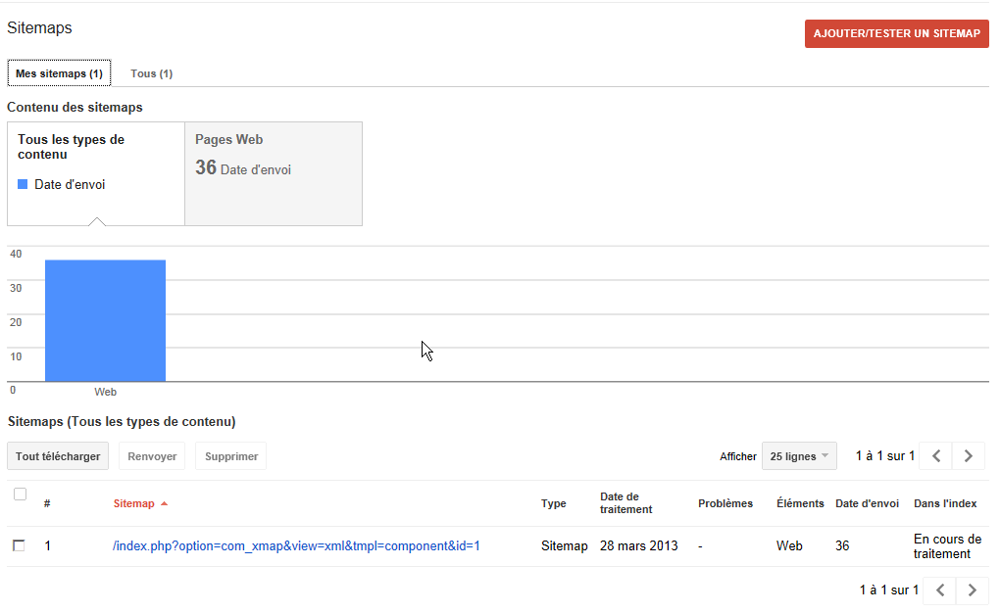 Sitemaps
AJOUTER/TESTER UN SITEMAP
Mes sitemaps (1)
Tous (1)
Contenu des sitemaps
Tous les types de
contenu
Date d'envoi
Pages Web
36 Date d'envoi
40
30
20
10
0
Web
Sitemaps (Tous les types de contenu)
Tout télécharger
Renvoyer
Supprimer
Afficher
25 lignes
1 à 1 sur 1
#
Sitemap
Type
Date de
traitement
Problèmes
Éléments
Date d'envoi
Dans l'index
1
/index.php?option=com_xmap&view=xml&tmpl=component&id=1
Sitemap
28 mars 2013
-
Web
36
En cours de
traitement
1 à 1 sur 1